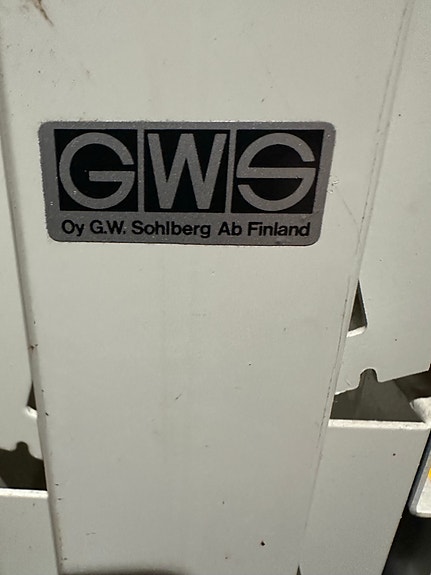 GWS
Oy G.W. Sohlberg Ab Finland